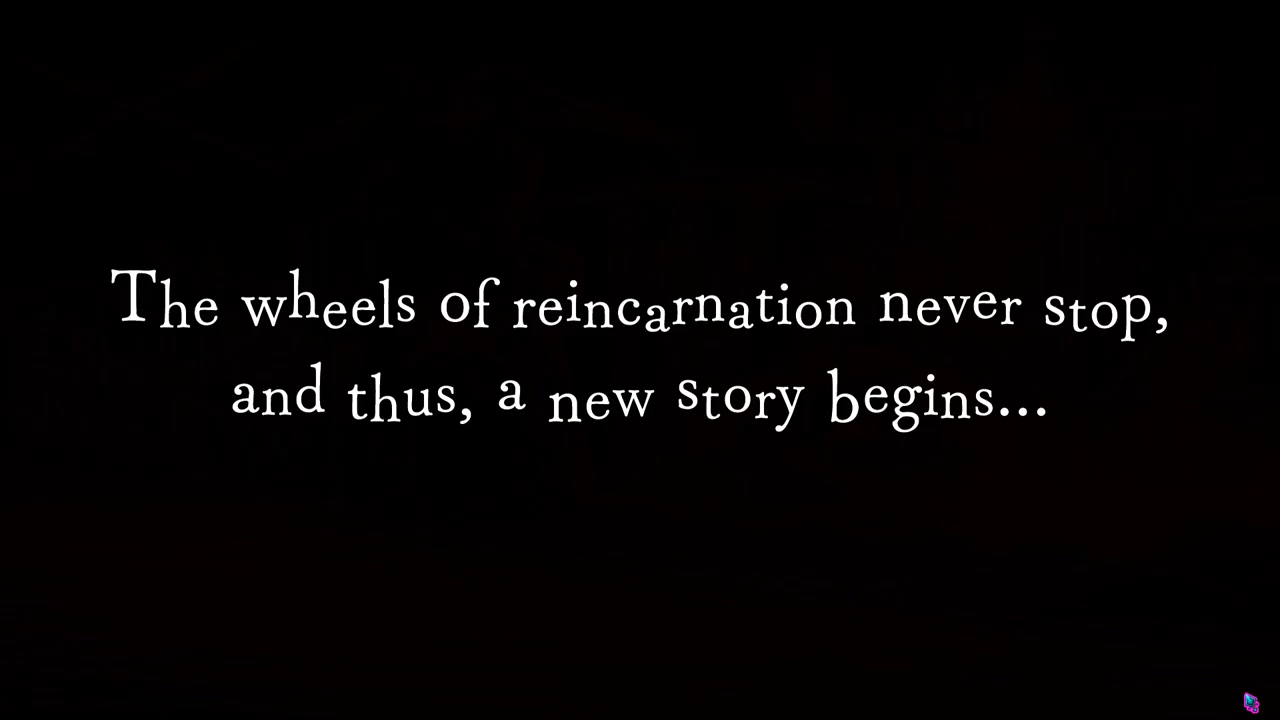 The wheels of reincarnation never stop,
and thus, a new story begins...